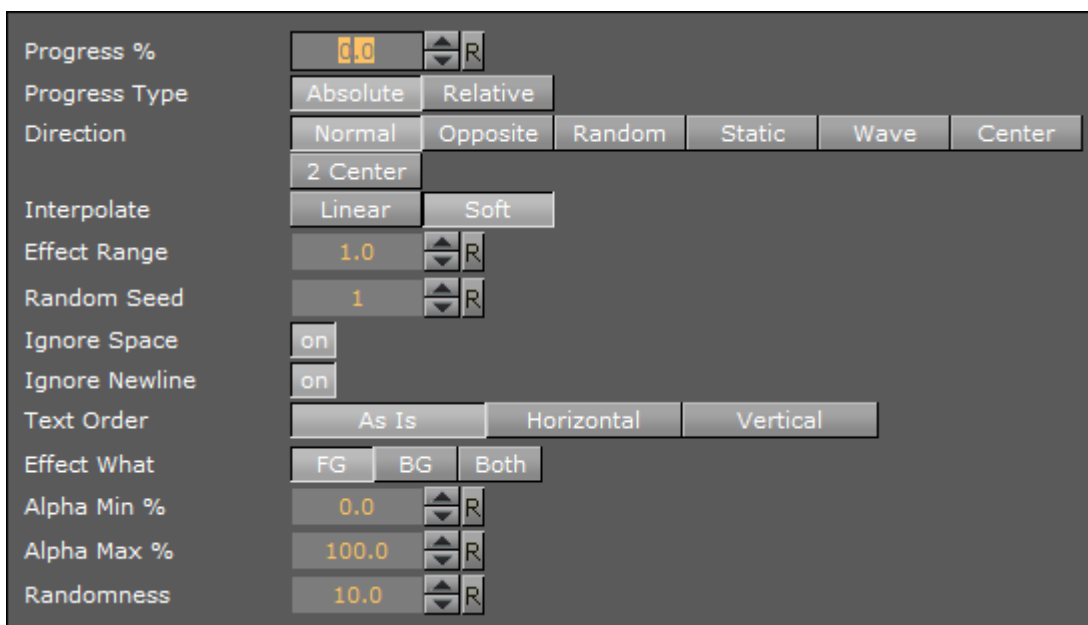 Progress % 0.0 R
Progress Type Absolute Relative
Direction Normal Opposite Random Static Wave Center
2 Center
Interpolate Linear Soft
Effect Range 1.0 R
Random Seed 1 R
Ignore Space on
Ignore Newline on
Text Order As Is Horizontal Vertical
Effect What FG BG Both
Alpha Min % 0.0 R
Alpha Max % 100.0 R
Randomness 10.0 R